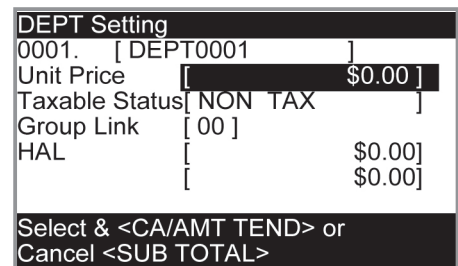 DEPT Setting
0001. [ DEPT0001 ]
Unit Price [ $0.00 ]
Taxable Status[ NON TAX ]
Group Link [ 00 ]
HAL [ $0.00]
[ $0.00]
Select & <CA/AMT TEND> or
Cancel <SUB TOTAL>